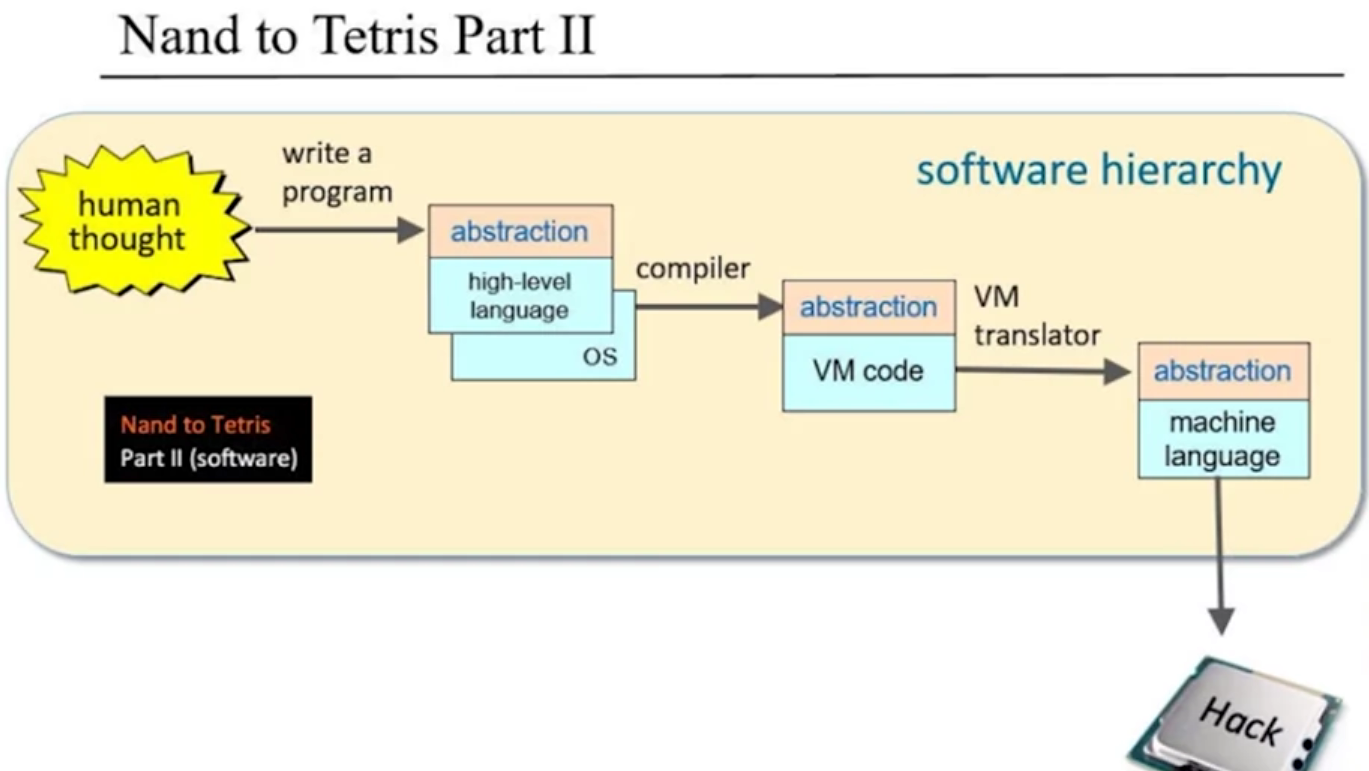 Nand to Tetris Part II
software hierarchy
human
thought
write a
program
abstraction
high-level
language
OS
compiler
abstraction
VM code
VM
translator
abstraction
machine
language
Nand to Tetris
Part II (software)
Hack